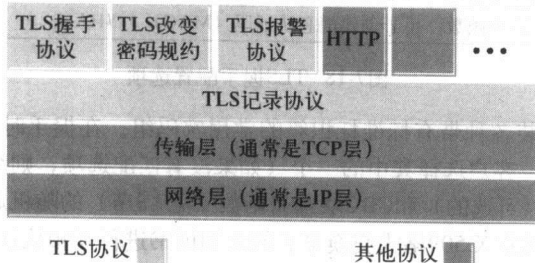 TLS握手
协议
TLS改变
密码规约
TLS报警
协议
HTTP
...
TLS记录协议
传输层（通常是TCP层）
网络层（通常是IP层）
TLS协议
其他协议